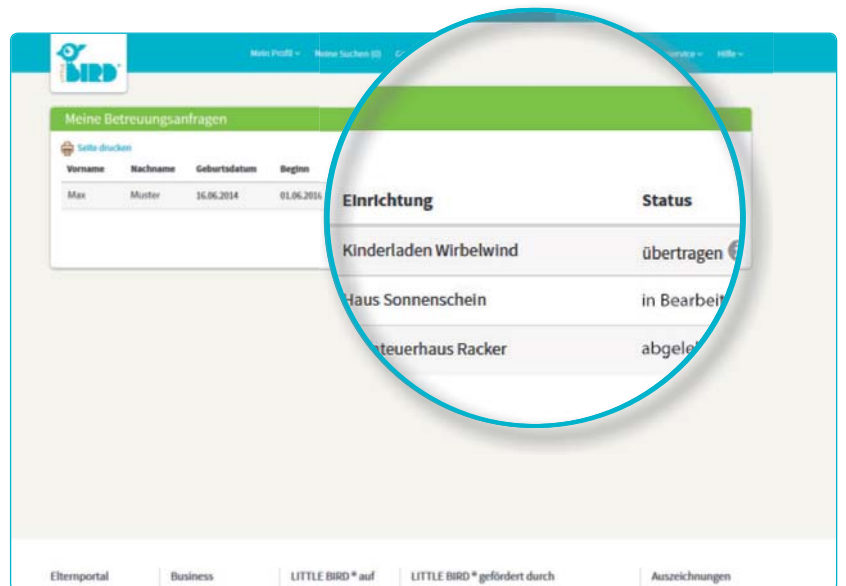 LITTLE BIRD
Mein Profil Meine Suchen (0) Service Hilfe
Meine Betreuungsanfragen
Seite drucken
Vorname Nachname Geburtsdatum Beginn
Max Muster 16.06.2014 01.06.2016
Einrichtung Status
Kinderladen Wirbelwind übertragen
Haus Sonnenschein in Bearbeit
teuerhaus Racker abgele
Elternportal Business LITTLE BIRD® auf LITTLE BIRD® gefördert durch Auszeichnungen